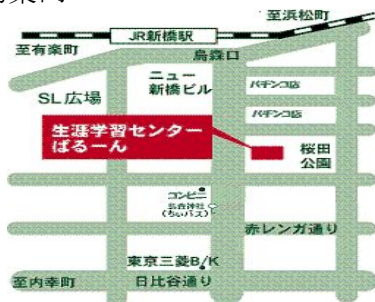 至浜松町
JR新橋駅
至有楽町
烏森口
ニュー
新橋ビル
パチンコ店
SL広場
パチンコ店
生涯学習センター
ばるーん
桜田
公園
コンビニ
烏森神社
(ちぃバス)
赤レンガ通り
東京三菱B/K
至内幸町
日比谷通り